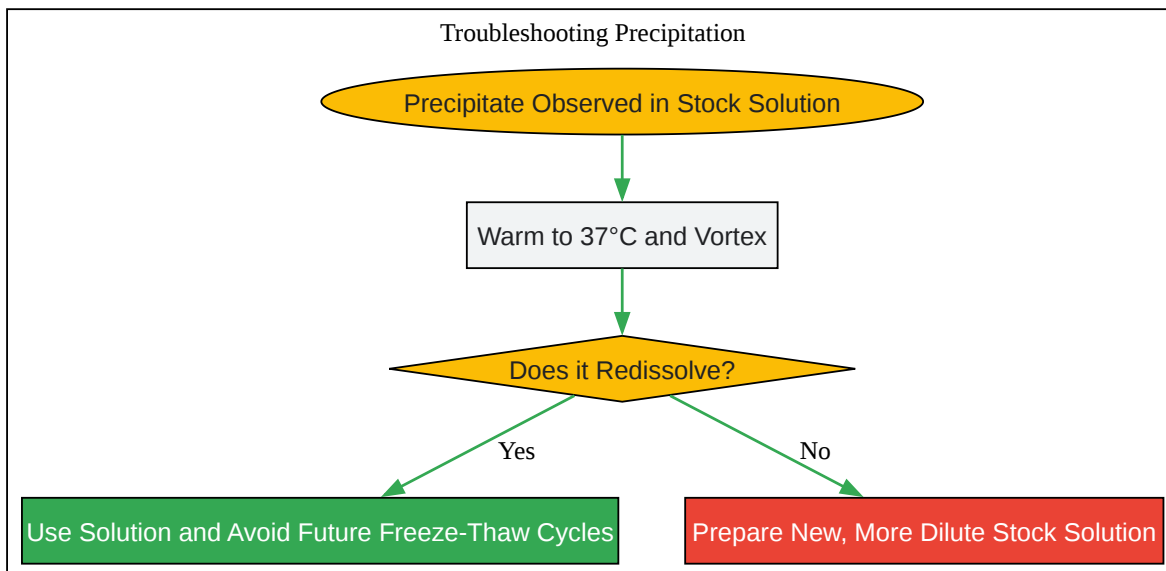 Troubleshooting Precipitation
Precipitate Observed in Stock Solution
Warm to 37°C and Vortex
Does it Redissolve?
Yes
No
Use Solution and Avoid Future Freeze-Thaw Cycles
Prepare New, More Dilute Stock Solution